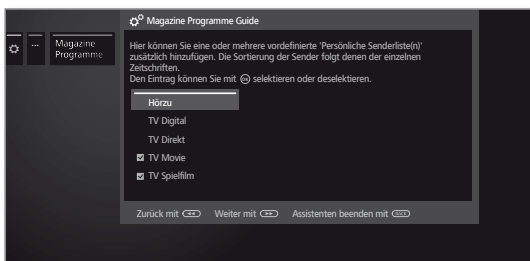 Magazine Programme Guide
...
Magazine
Programme
Hier können Sie eine oder mehrere vordefinierte 'Persönliche Senderliste(n)'
zusätzlich hinzufügen. Die Sortierung der Sender folgt denen der einzelnen
Zeitschriften.
Den Eintrag können Sie mit OK selektieren oder deselektieren.
Hörzu
TV Digital
TV Direkt
TV Movie
TV Spielfilm
Zurück mit Weiter mit Assistenten beenden mit BACK